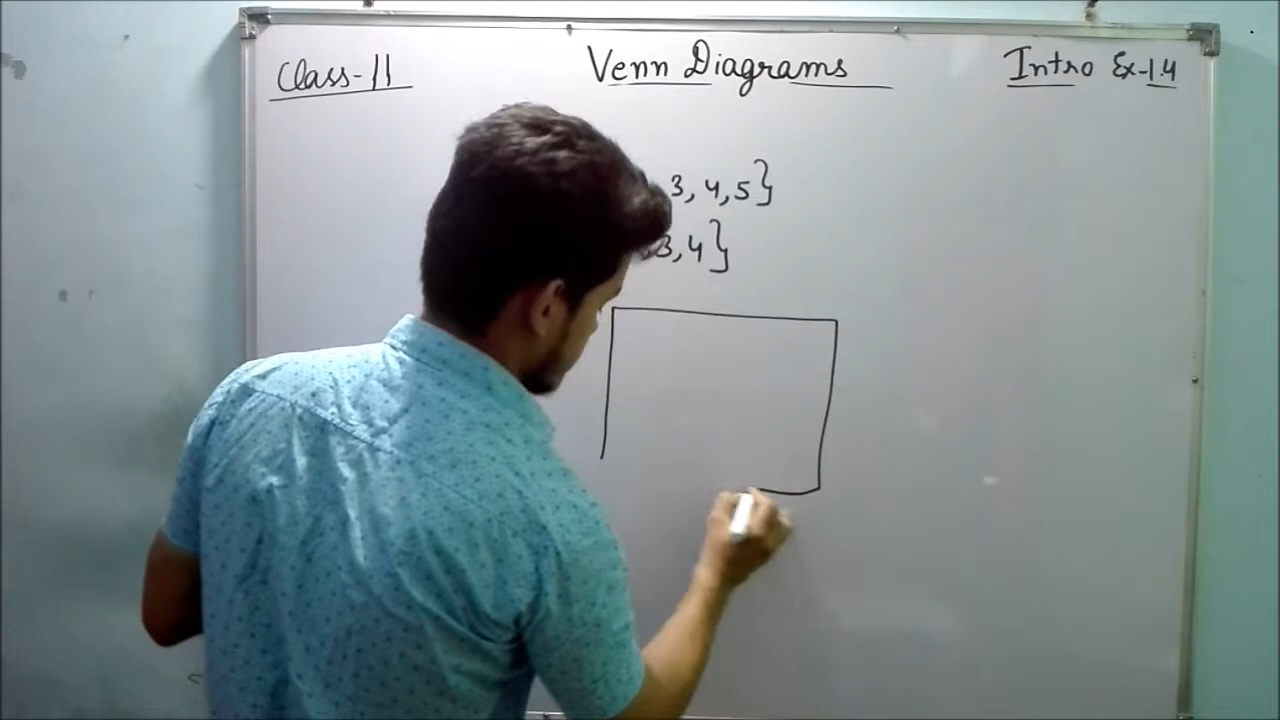 Class-11
Venn Diagrams
Intro Ex-1.4
3, 4, 5}
,3,4}